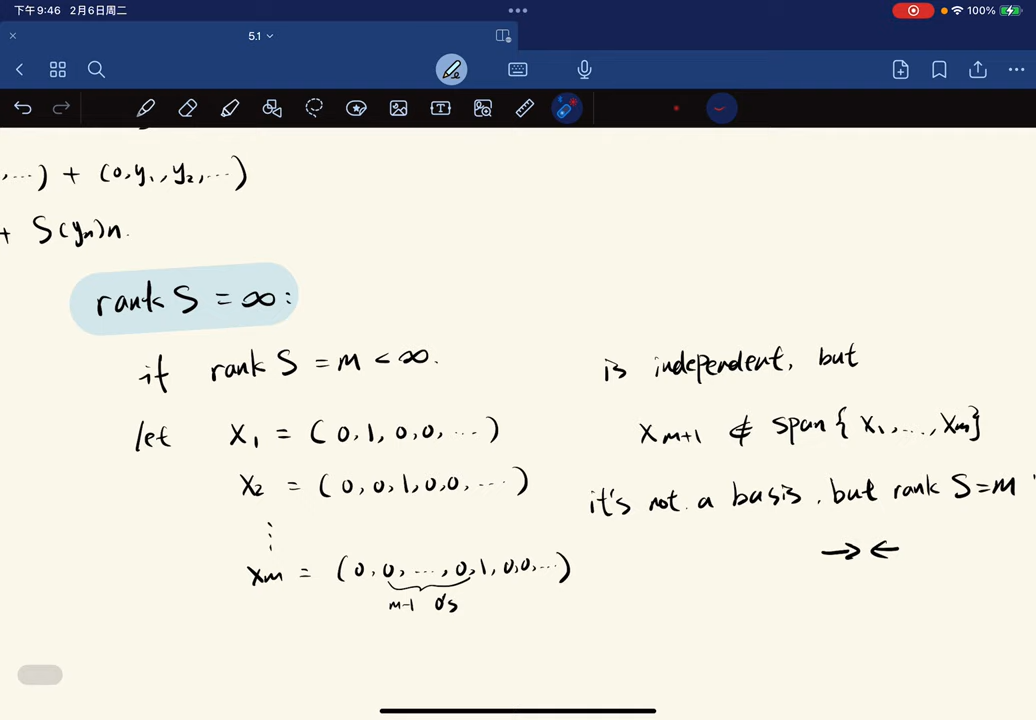 下午9:46 2月6日周二
100%
5.1
,...) + (0, y₁, y₂, ...)
+ S(yₙ)n.
rank S = ∞:
if rank S = m < ∞.
let x₁ = (0, 1, 0, 0, ...)
x₂ = (0, 0, 1, 0, 0, ...)
⋮
xm = (0, 0, ..., 0, 1, 0, 0, ...)
m-1 0's
is independent, but
x m+1 ∉ span{x₁, ..., xm}
it's not a basis, but rank S = m
→←